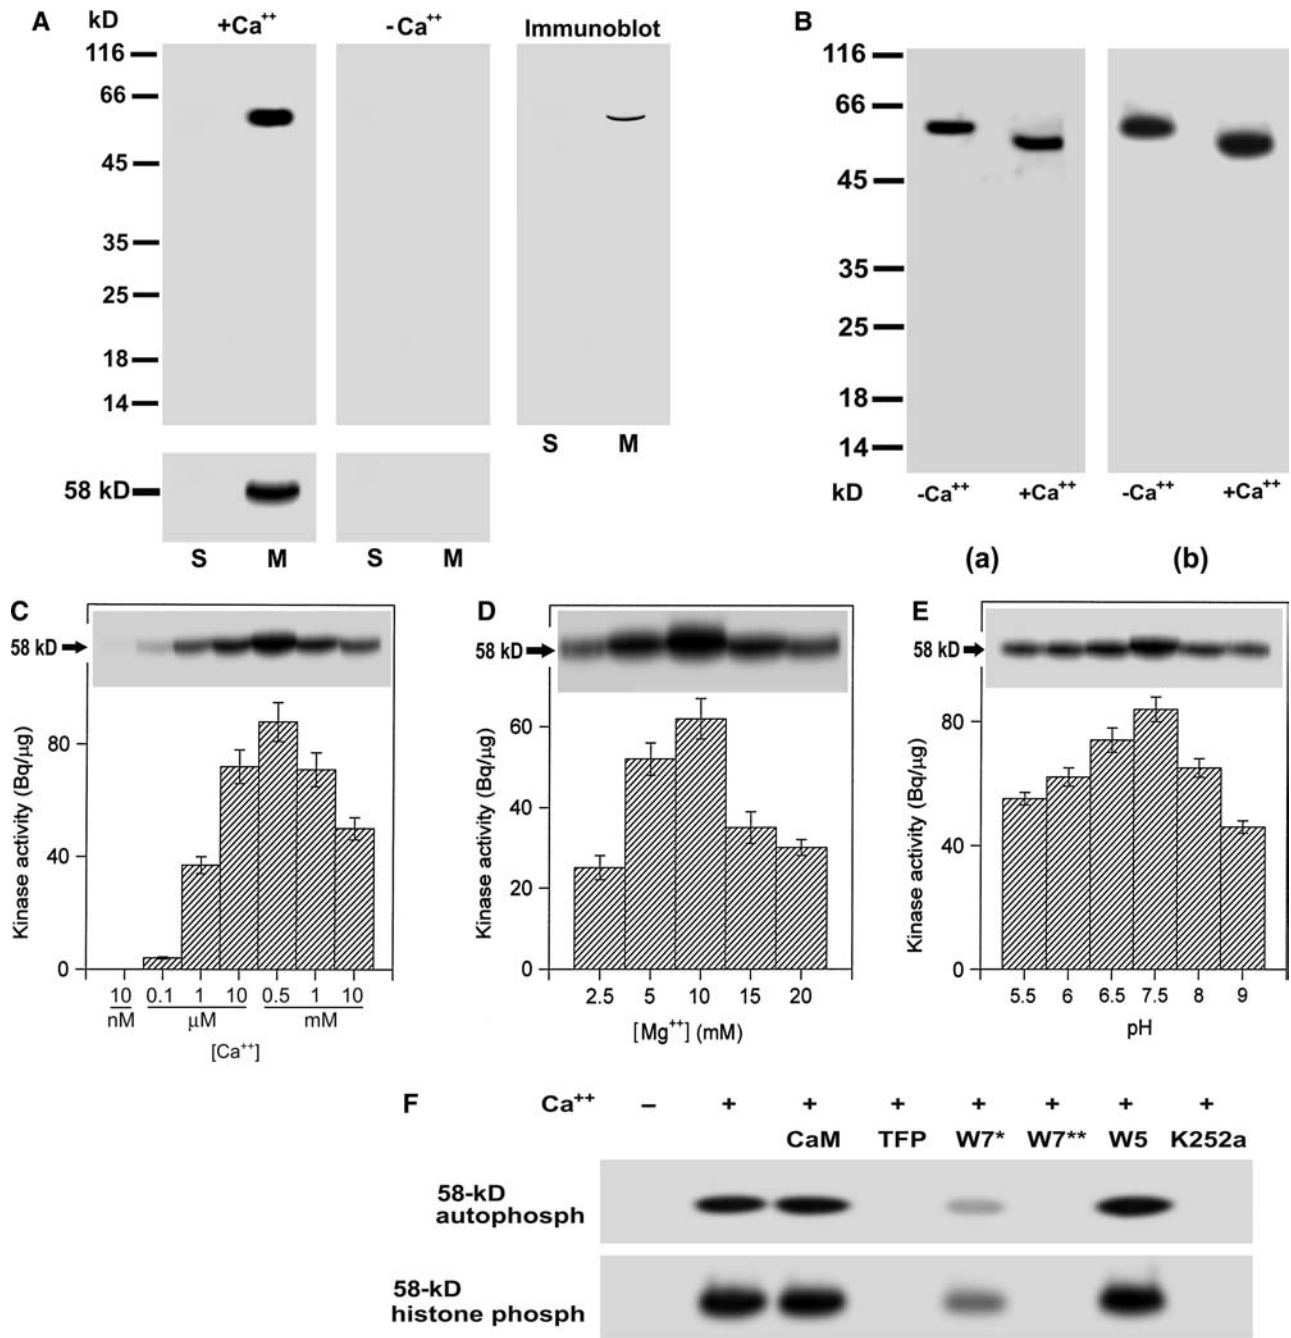 A
kD
+Ca++
-Ca++
Immunoblot
116
66
45
35
25
18
14
S M
58 kD
S M
S M
B
116
66
45
35
25
18
14
kD
-Ca++ +Ca++
-Ca++ +Ca++
(a)
(b)
C
58 kD
Kinase activity (Bq/µg)
80
40
0
10 0.1 1 10 0.5 1 10
nM µM mM
[Ca++]
D
58 kD
Kinase activity (Bq/µg)
60
40
20
0
2.5 5 10 15 20
[Mg++] (mM)
E
58 kD
Kinase activity (Bq/µg)
80
40
0
5.5 6 6.5 7.5 8 9
pH
F
Ca++ – + + + + + + +
CaM TFP W7* W7** W5 K252a
58-kD
autophosph
58-kD
histone phosph